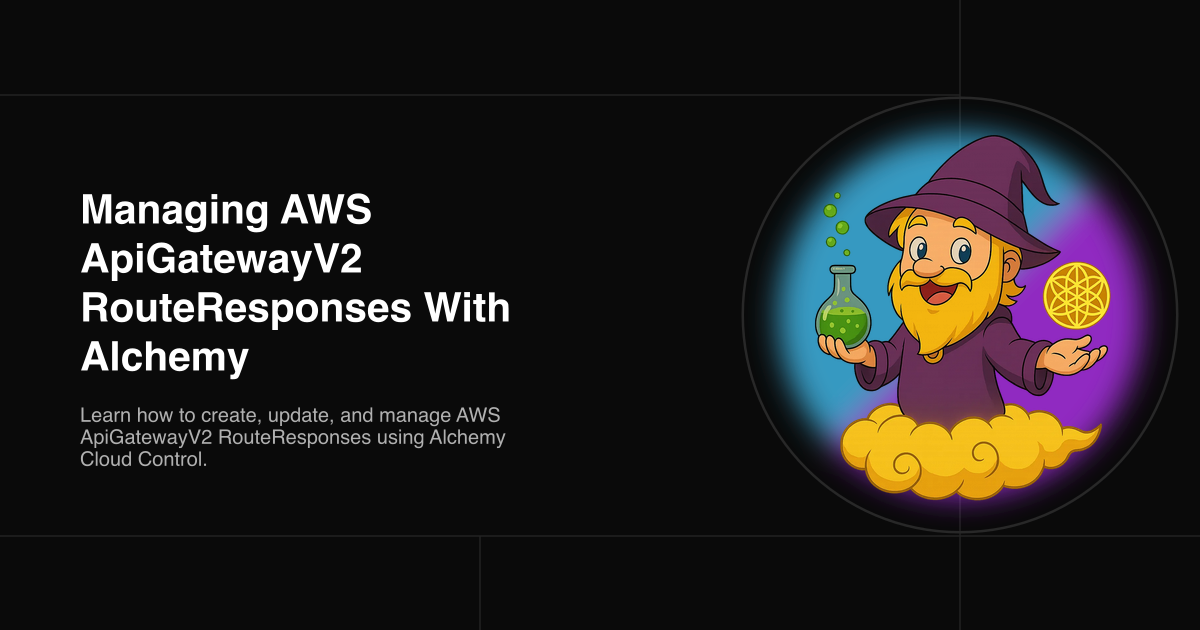 Managing AWS
ApiGatewayV2
RouteResponses With
Alchemy
Learn how to create, update, and manage AWS
ApiGatewayV2 RouteResponses using Alchemy
Cloud Control.